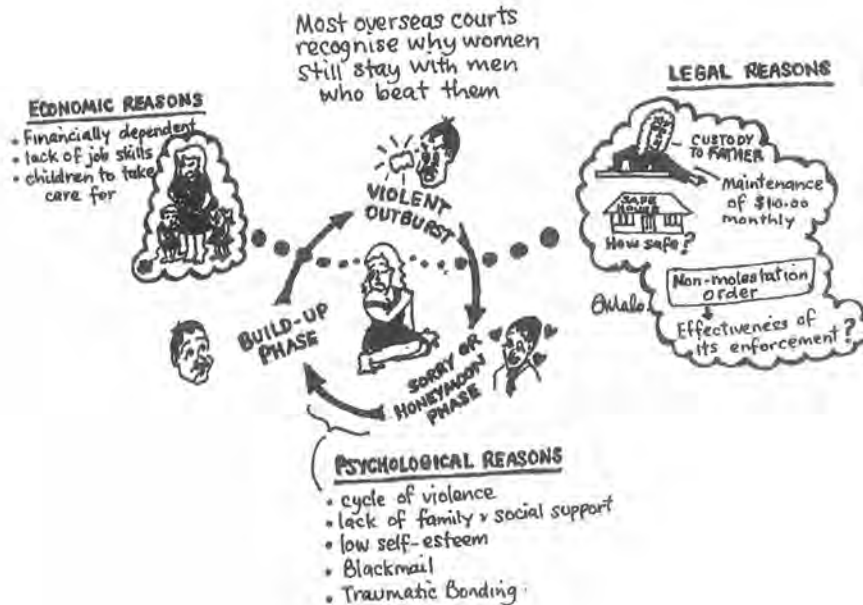 Most overseas courts
recognise why women
still stay with men
who beat them
ECONOMIC REASONS
• Financially dependent
• lack of job skills
• children to take
care for
LEGAL REASONS
CUSTODY
TO FATHER
Maintenance
of $110.00
monthly
SAFE
HOUSE
How safe?
Non-molestation
order
Effectiveness of
its enforcement?
VIOLENT
OUTBURST
BUILD-UP
PHASE
SORRY OR
HONEYMOON
PHASE
PSYCHOLOGICAL REASONS
• cycle of violence
• lack of family & social support
• low self-esteem
• Blackmail
• Traumatic Bonding